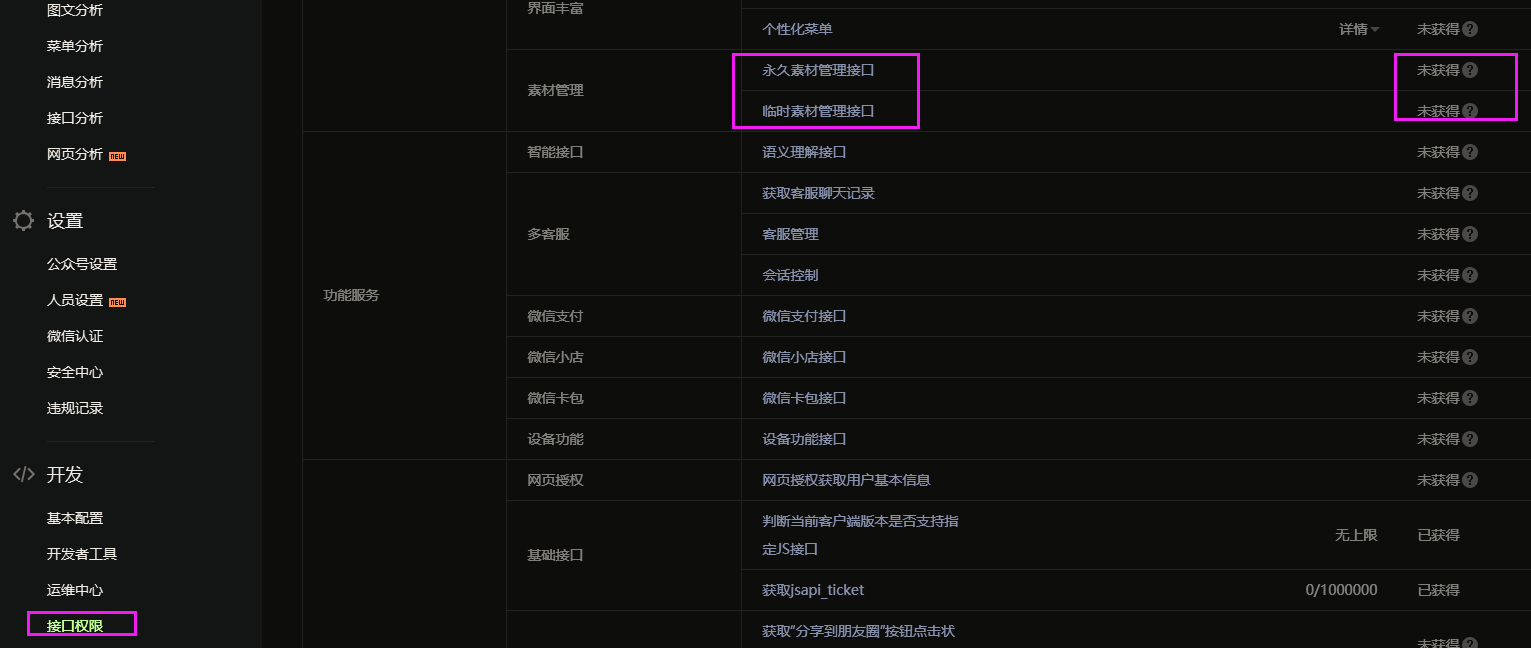 图文分析
菜单分析
消息分析
接口分析
网页分析 NEW
设置
公众号设置
人员设置 NEW
微信认证
安全中心
违规记录
开发
基本配置
开发者工具
运维中心
接口权限
界面丰富
个性化菜单 详情 未获得 ?
素材管理
永久素材管理接口 未获得 ?
临时素材管理接口 未获得 ?
功能服务
智能接口 语义理解接口 未获得 ?
多客服
获取客服聊天记录 未获得 ?
客服管理 未获得 ?
会话控制 未获得 ?
微信支付 微信支付接口 未获得 ?
微信小店 微信小店接口 未获得 ?
微信卡包 微信卡包接口 未获得 ?
设备功能 设备功能接口 未获得 ?
网页授权 网页授权获取用户基本信息 未获得 ?
基础接口
判断当前客户端版本是否支持指
定JS接口 无上限 已获得
获取jsapi_ticket 0/1000000 已获得
获取“分享到朋友圈”按钮点击状
未获得 ?